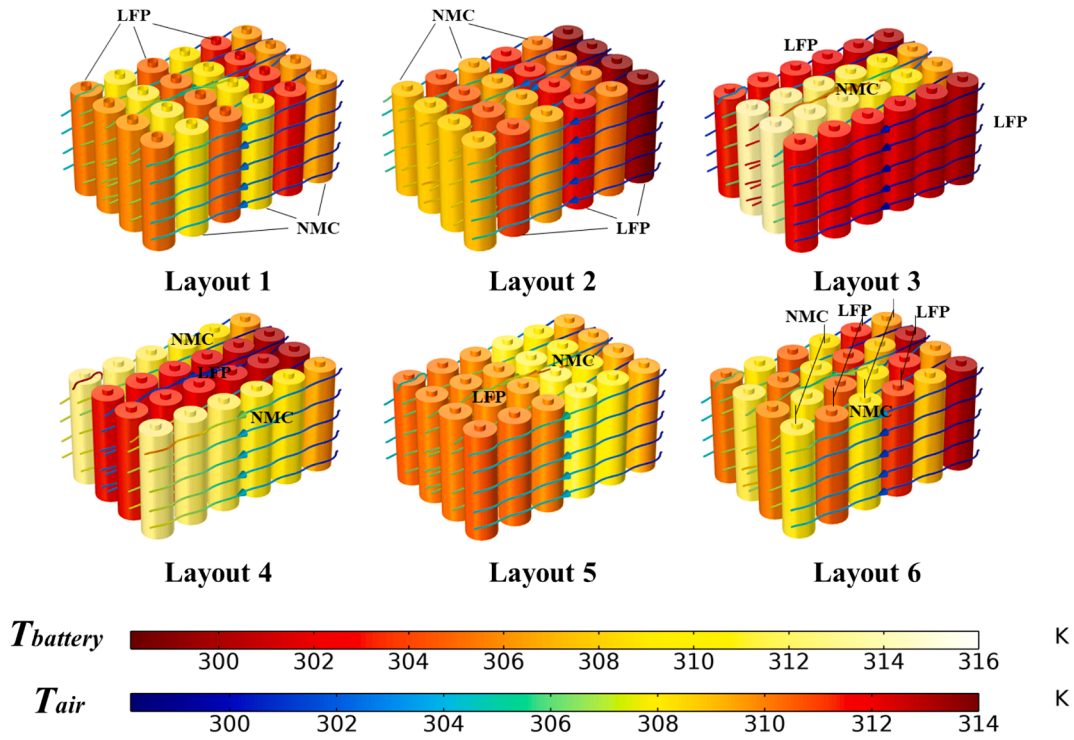 LFP
NMC
Layout 1
NMC
LFP
Layout 2
LFP
NMC
LFP
Layout 3
NMC
LFP
NMC
Layout 4
NMC
LFP
Layout 5
NMC
LFP
LFP
NMC
Layout 6
Tbattery
K
300 302 304 306 308 310 312 314 316
Tair
K
300 302 304 306 308 310 312 314